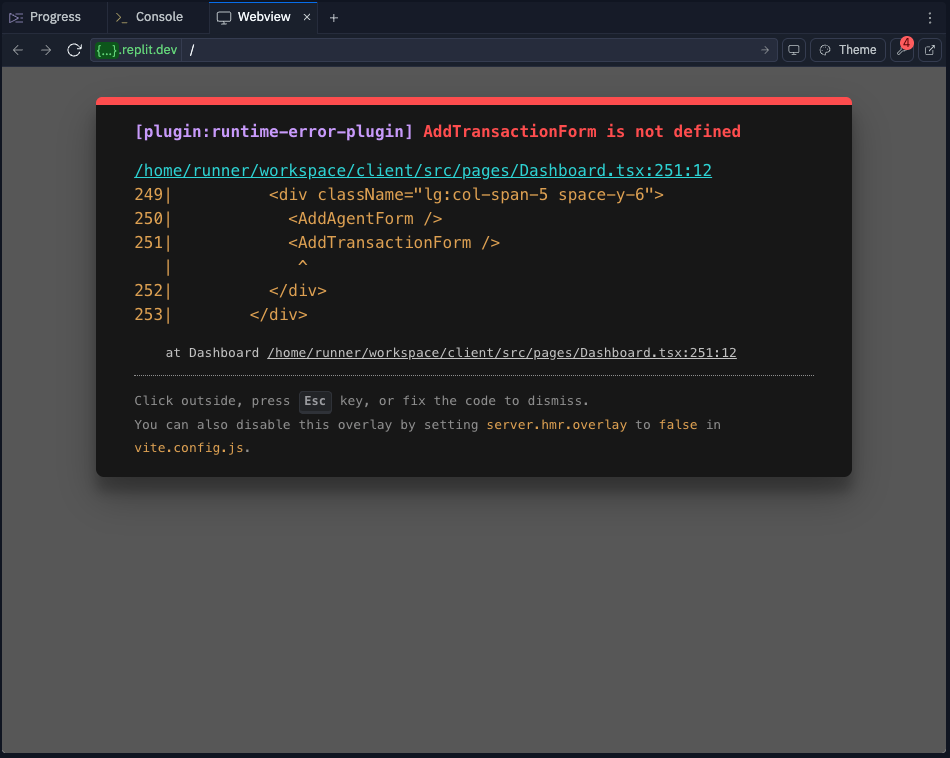 Progress
Console
Webview
{...}.replit.dev /
Theme
4
[plugin:runtime-error-plugin] AddTransactionForm is not defined
/home/runner/workspace/client/src/pages/Dashboard.tsx:251:12
249|          <div className="lg:col-span-5 space-y-6">
250|            <AddAgentForm />
251|            <AddTransactionForm />
   |             ^
252|          </div>
253|        </div>
at Dashboard /home/runner/workspace/client/src/pages/Dashboard.tsx:251:12
Click outside, press Esc key, or fix the code to dismiss.
You can also disable this overlay by setting server.hmr.overlay to false in
vite.config.js.